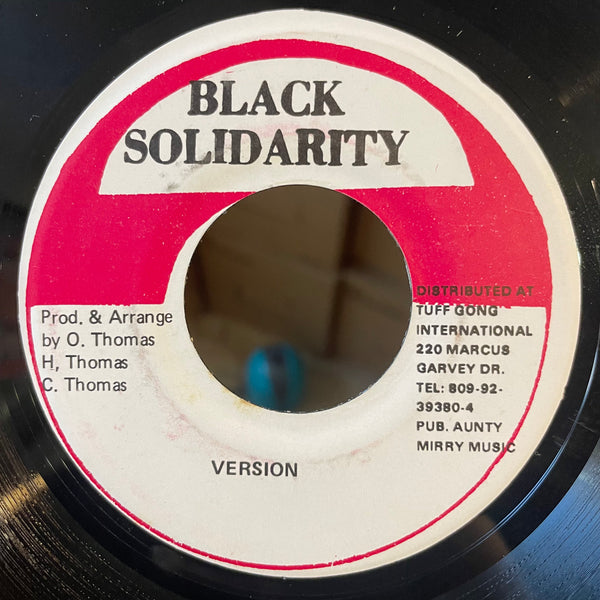 BLACK
SOLIDARITY
Prod. & Arrange
by O. Thomas
H, Thomas
C. Thomas
DISTRIBUTED AT
TUFF GONG
INTERNATIONAL
220 MARCUS
GARVEY DR.
TEL: 809-92-
39380-4
PUB. AUNTY
MIRRY MUSIC
VERSION